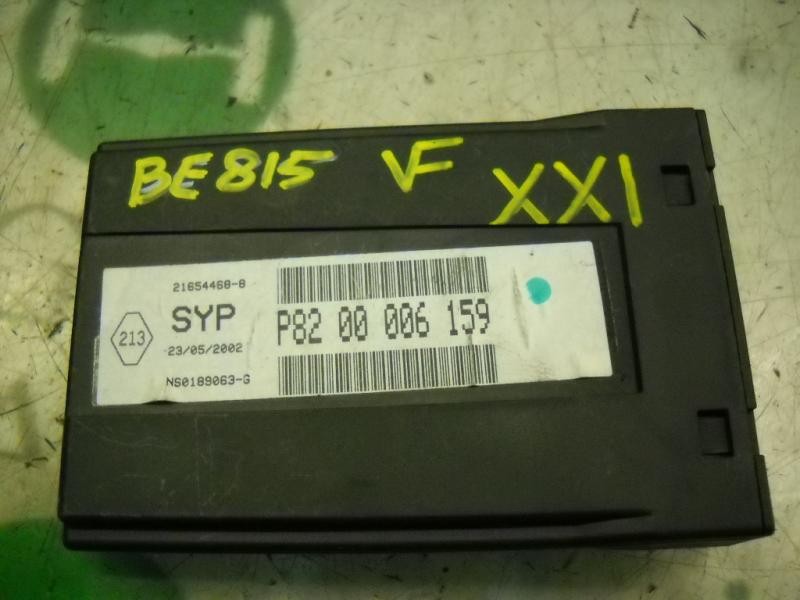 BE815 VF XXI
21654468-8
213
SYP
23/05/2002
NS0189063-G
P82 00 006 159